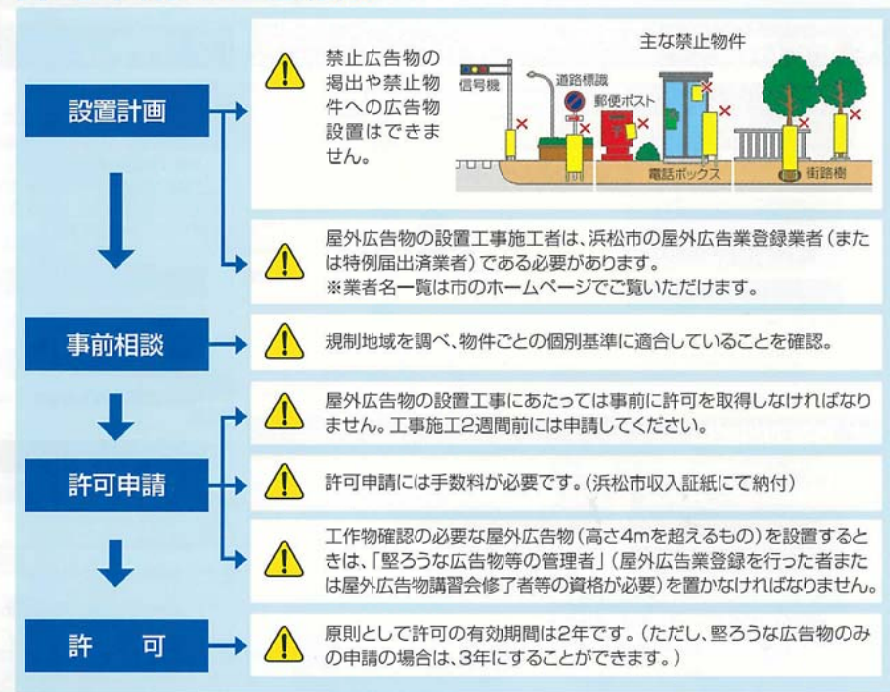 設置計画
禁止広告物の
掲出や禁止物
件への広告物
設置はできま
せん。
主な禁止物件
信号機
道路標識
郵便ポスト
電話ボックス
街路樹
屋外広告物の設置工事施工者は、浜松市の屋外広告業登録業者(また
は特例届出済業者)である必要があります。
※業者名一覧は市のホームページでご覧いただけます。
事前相談
規制地域を調べ、物件ごとの個別基準に適合していることを確認。
許可申請
屋外広告物の設置工事にあたっては事前に許可を取得しなければなり
ません。工事施工2週間前には申請してください。
許可申請には手数料が必要です。(浜松市収入証紙にて納付)
工作物確認の必要な屋外広告物(高さ4mを超えるもの)を設置すると
きは、「堅ろうな広告物等の管理者」(屋外広告業登録を行った者また
は屋外広告物講習会修了者等の資格が必要)を置かなければなりません。
許 可
原則として許可の有効期間は2年です。(ただし、堅ろうな広告物のみ
の申請の場合は、3年にすることができます。)